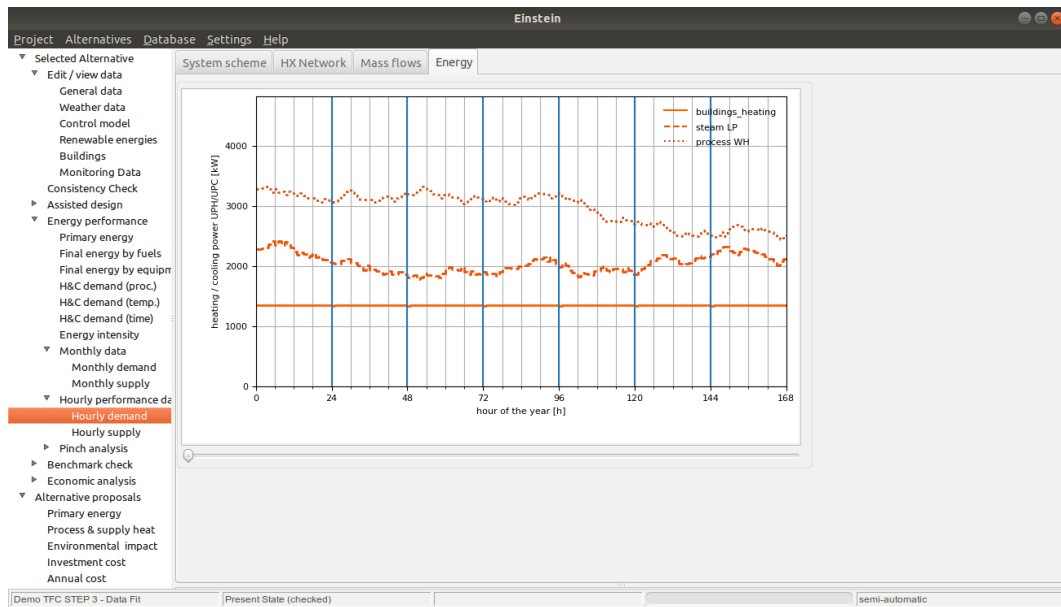 Einstein
Project Alternatives Database Settings Help
Selected Alternative
Edit / view data
General data
Weather data
Control model
Renewable energies
Buildings
Monitoring Data
Consistency Check
Assisted design
Energy performance
Primary energy
Final energy by fuels
Final energy by equipm
H&C demand (proc.)
H&C demand (temp.)
H&C demand (time)
Energy intensity
Monthly data
Monthly demand
Monthly supply
Hourly performance da
Hourly demand
Hourly supply
Pinch analysis
Benchmark check
Economic analysis
Alternative proposals
Primary energy
Process & supply heat
Environmental impact
Investment cost
Annual cost
System scheme HX Network Mass flows Energy
buildings_heating
steam LP
process WH
heating / cooling power UPH/UPC [kW]
4000
3000
2000
1000
0
0 24 48 72 96 120 144 168
hour of the year [h]
Demo TFC STEP 3 - Data Fit Present State (checked) semi-automatic